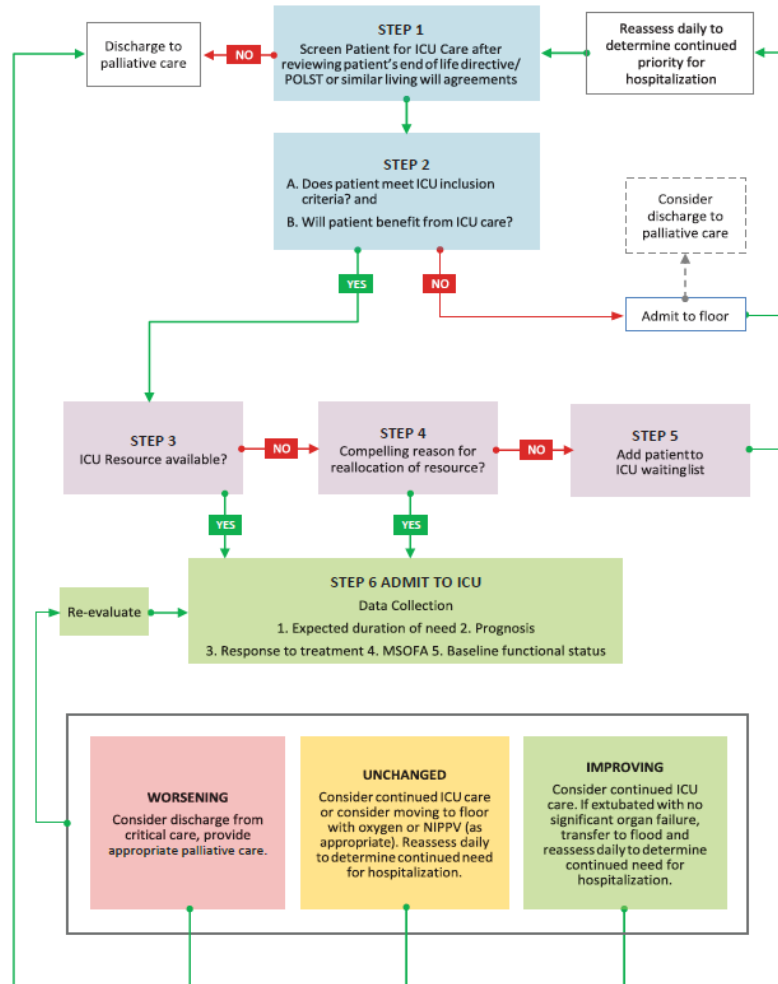 STEP 1
Screen Patient for ICU Care after
reviewing patient's end of life directive/
POLST or similar living will agreements
Discharge to
palliative care
NO
Reassess daily to
determine continued
priority for
hospitalization
STEP 2
A. Does patient meet ICU inclusion
criteria? and
B. Will patient benefit from ICU care?
Consider
discharge to
palliative care
YES
NO
Admit to floor
STEP 3
ICU Resource available?
NO
STEP 4
Compelling reason for
reallocation of resource?
NO
STEP 5
Add patientto
ICU waitinglist
YES
YES
STEP 6 ADMIT TO ICU
Data Collection
1. Expected duration of need 2. Prognosis
3. Response to treatment 4. MSOFA 5. Baseline functional status
Re-evaluate
WORSENING
Consider discharge from
critical care, provide
appropriate palliative care.
UNCHANGED
Consider continued ICU care
or consider moving to floor
with oxygen or NIPPV (as
appropriate). Reassess daily
to determine continued need
for hospitalization.
IMPROVING
Consider continued ICU
care. If extubated with no
significant organ failure,
transfer to flood and
reassess daily to determine
continued need for
hospitalization.